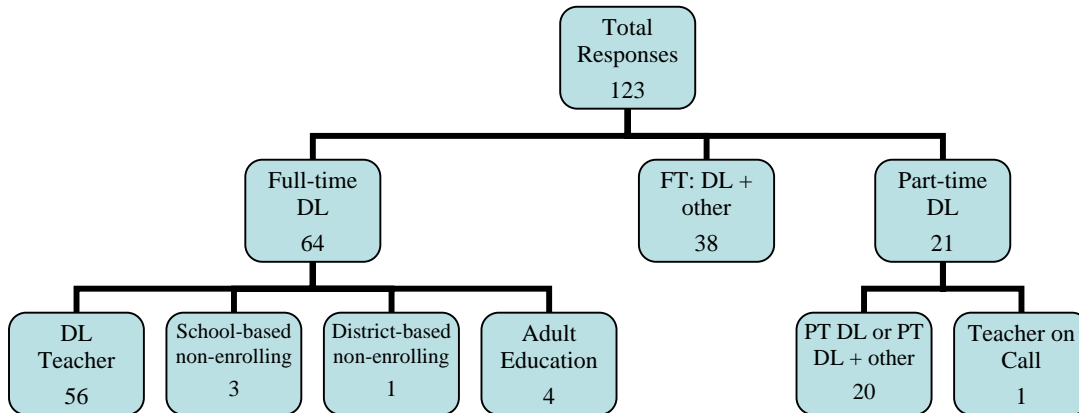 Total
Responses
123
Full-time
DL
64
FT: DL +
other
38
Part-time
DL
21
DL
Teacher
56
School-based
non-enrolling
3
District-based
non-enrolling
1
Adult
Education
4
PT DL or PT
DL + other
20
Teacher on
Call
1